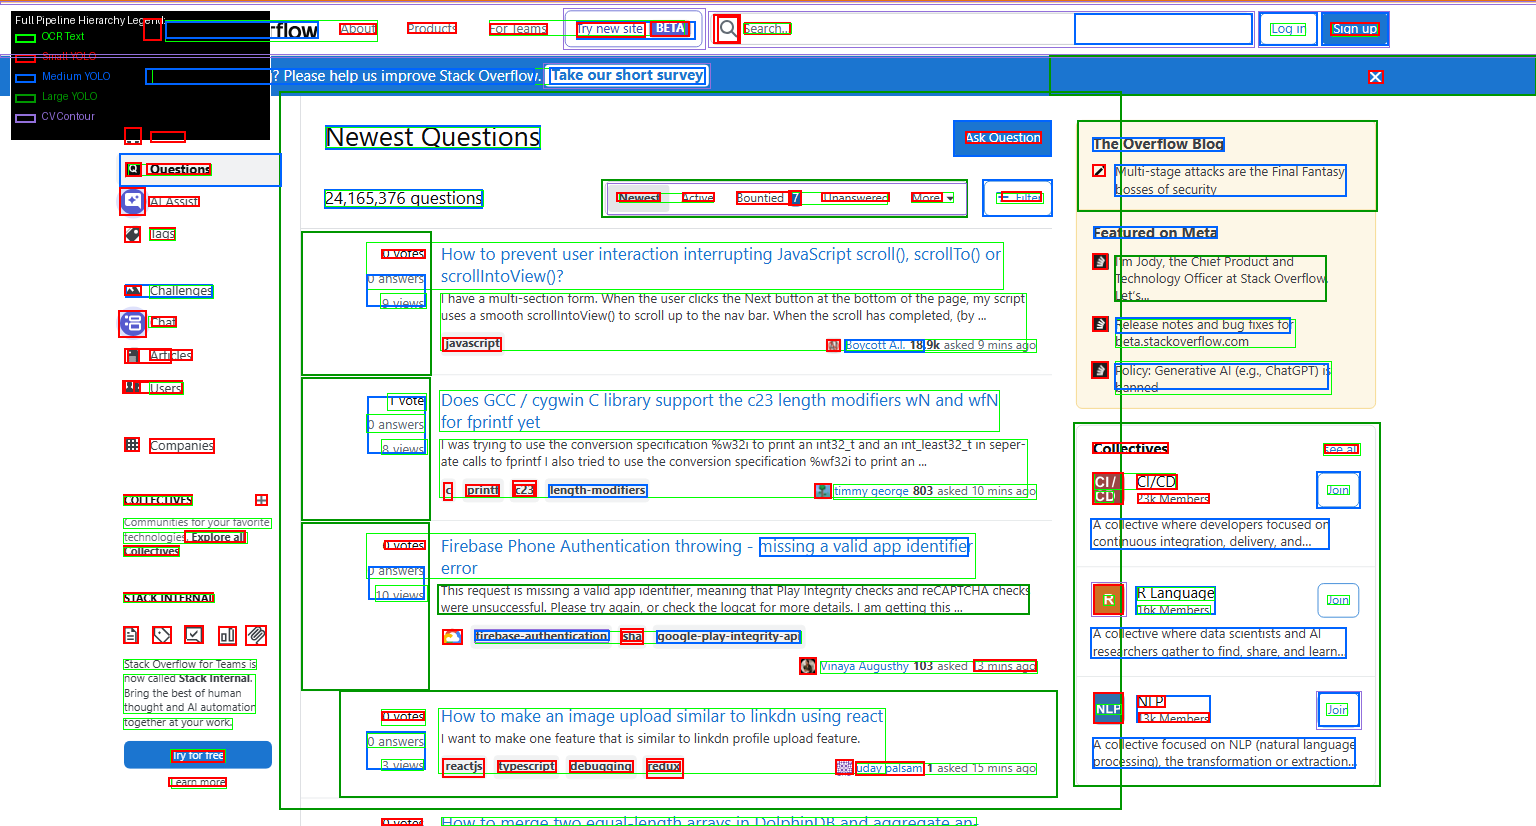 Full Pipeline Hierarchy Legend:
OCR Text
Small YOLO
Medium YOLO
Large YOLO
CV Contour
rflow
About
Products
For Teams
Try new site BETA
Search...
Log in
Sign up
? Please help us improve Stack Overflow. Take our short survey
Questions
AI Assist
Tags
Challenges
Chat
Articles
Users
Companies
COLLECTIVES
Communities for your favorite
technologies. Explore all
Collectives
STACK INTERNAL
Stack Overflow for Teams is
now called Stack Internal.
Bring the best of human
thought and AI automation
together at your work.
Try for free
Learn more
Newest Questions
Ask Question
24,165,376 questions
Newest Active Bountied 7 Unanswered More
Filter
0 votes
0 answers
9 views
How to prevent user interaction interrupting JavaScript scroll(), scrollTo() or
scrollIntoView()?
I have a multi-section form. When the user clicks the Next button at the bottom of the page, my script
uses a smooth scrollIntoView() to scroll up to the nav bar. When the scroll has completed, (by ...
javascript
Boycott A.I. 18.9k asked 9 mins ago
1 vote
0 answers
8 views
Does GCC / cygwin C library support the c23 length modifiers wN and wfN
for fprintf yet
I was trying to use the conversion specification %w32i to print an int32_t and an int_least32_t in seper-
ate calls to fprintf I also tried to use the conversion specification %wf32i to print an ...
c printf c23 length-modifiers
timmy george 803 asked 10 mins ago
0 votes
0 answers
10 views
Firebase Phone Authentication throwing - missing a valid app identifier
error
This request is missing a valid app identifier, meaning that Play Integrity checks and reCAPTCHA checks
were unsuccessful. Please try again, or check the logcat for more details. I am getting this ...
firebase-authentication sha google-play-integrity-api
Vinaya Augusthy 103 asked 13 mins ago
0 votes
0 answers
3 views
How to make an image upload similar to linkdn using react
I want to make one feature that is similar to linkdn profile upload feature.
reactjs typescript debugging redux
uday palsam 1 asked 15 mins ago
0 votes
How to merge two equal-length arrays in DolphinDB and aggregate an-
The Overflow Blog
Multi-stage attacks are the Final Fantasy
bosses of security
Featured on Meta
I'm Jody, the Chief Product and
Technology Officer at Stack Overflow.
Let's...
Release notes and bug fixes for
beta.stackoverflow.com
Policy: Generative AI (e.g., ChatGPT) is
banned
Collectives
See all
CI/
CD
CI/CD
23k Members
Join
A collective where developers focused on
continuous integration, delivery, and...
R
R Language
16k Members
Join
A collective where data scientists and AI
researchers gather to find, share, and learn...
NLP
NLP
13k Members
Join
A collective focused on NLP (natural language
processing), the transformation or extraction...